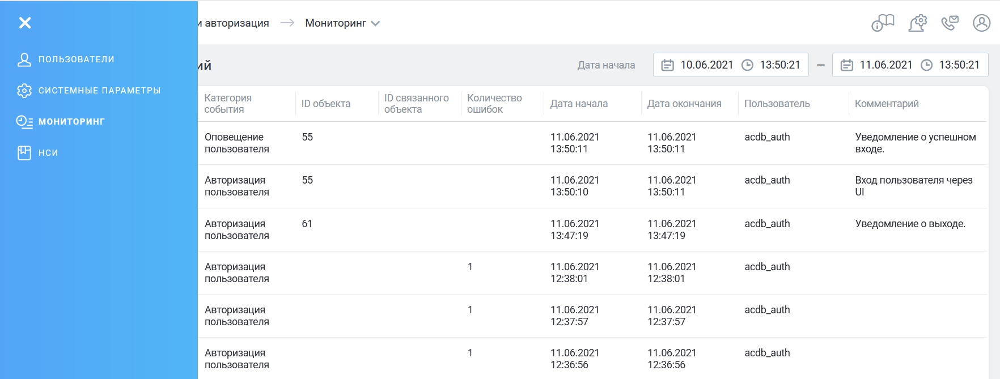 и авторизация
Мониторинг
ПОЛЬЗОВАТЕЛИ
СИСТЕМНЫЕ ПАРАМЕТРЫ
МОНИТОРИНГ
НСИ
ий
Дата начала 10.06.2021 13:50:21 — 11.06.2021 13:50:21
Категория
события
ID объекта
ID связанного
объекта
Количество
ошибок
Дата начала
Дата окончания
Пользователь
Комментарий
Оповещение
пользователя
55
11.06.2021
13:50:11
11.06.2021
13:50:11
acdb_auth
Уведомление о успешном
входе.
Авторизация
пользователя
55
11.06.2021
13:50:10
11.06.2021
13:50:11
acdb_auth
Вход пользователя через
UI
Авторизация
пользователя
61
11.06.2021
13:47:19
11.06.2021
13:47:19
acdb_auth
Уведомление о выходе.
Авторизация
пользователя
1
11.06.2021
12:38:01
11.06.2021
12:38:01
acdb_auth
Авторизация
пользователя
1
11.06.2021
12:37:57
11.06.2021
12:37:57
acdb_auth
Авторизация
пользователя
1
11.06.2021
12:36:56
11.06.2021
12:36:56
acdb_auth